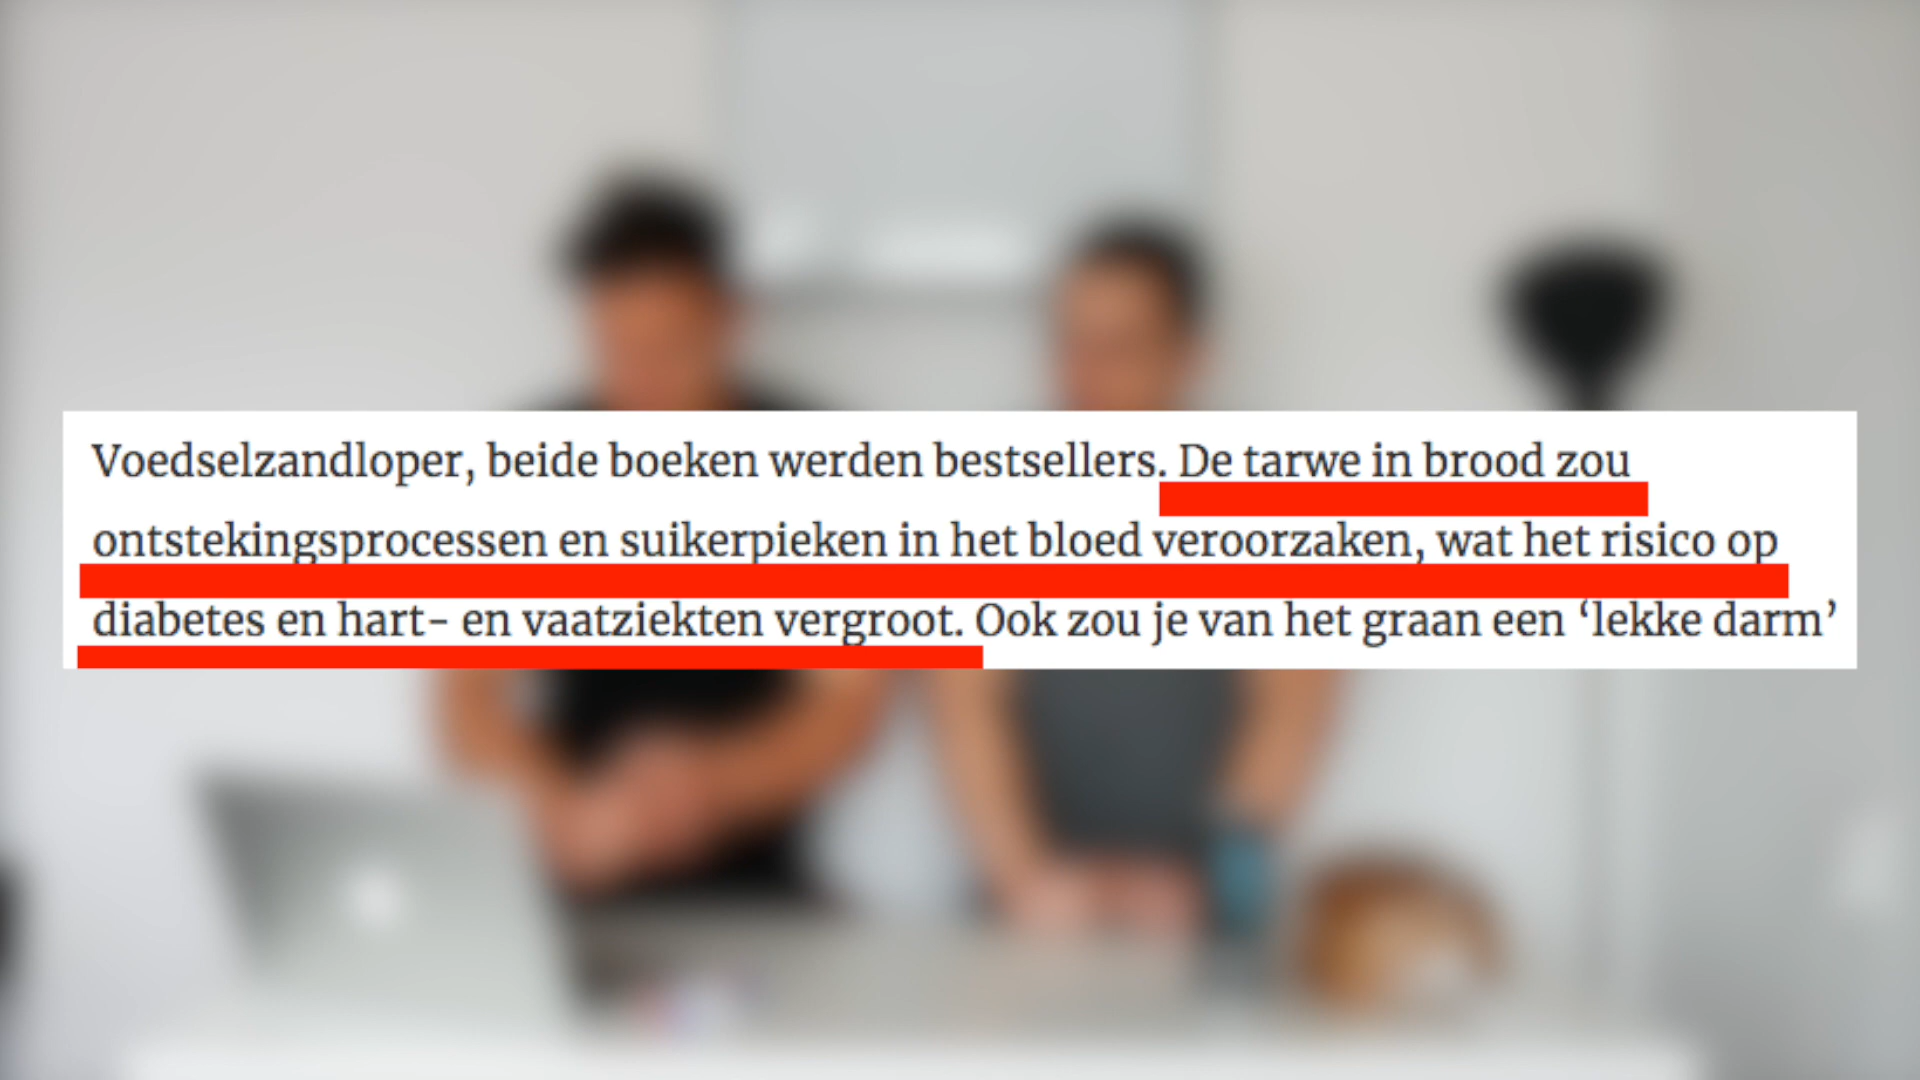 Voedselzandloper, beide boeken werden bestsellers. De tarwe in brood zou
ontstekingsprocessen en suikerpieken in het bloed veroorzaken, wat het risico op
diabetes en hart- en vaatziekten vergroot. Ook zou je van het graan een ‘lekke darm’